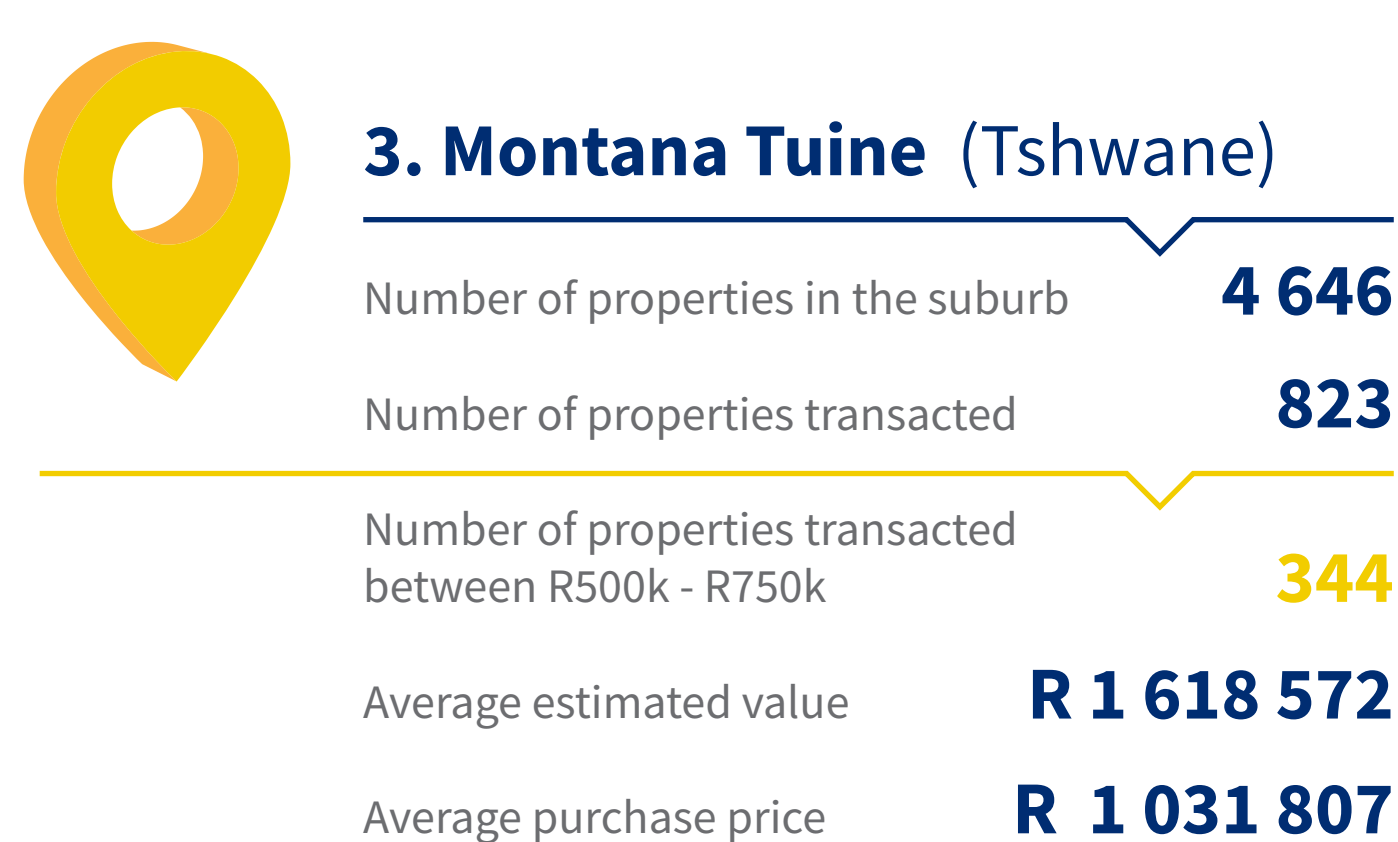 3. Montana Tuine (Tshwane)
Number of properties in the suburb 4 646
Number of properties transacted 823
Number of properties transacted
between R500k - R750k 344
Average estimated value R 1 618 572
Average purchase price R 1 031 807